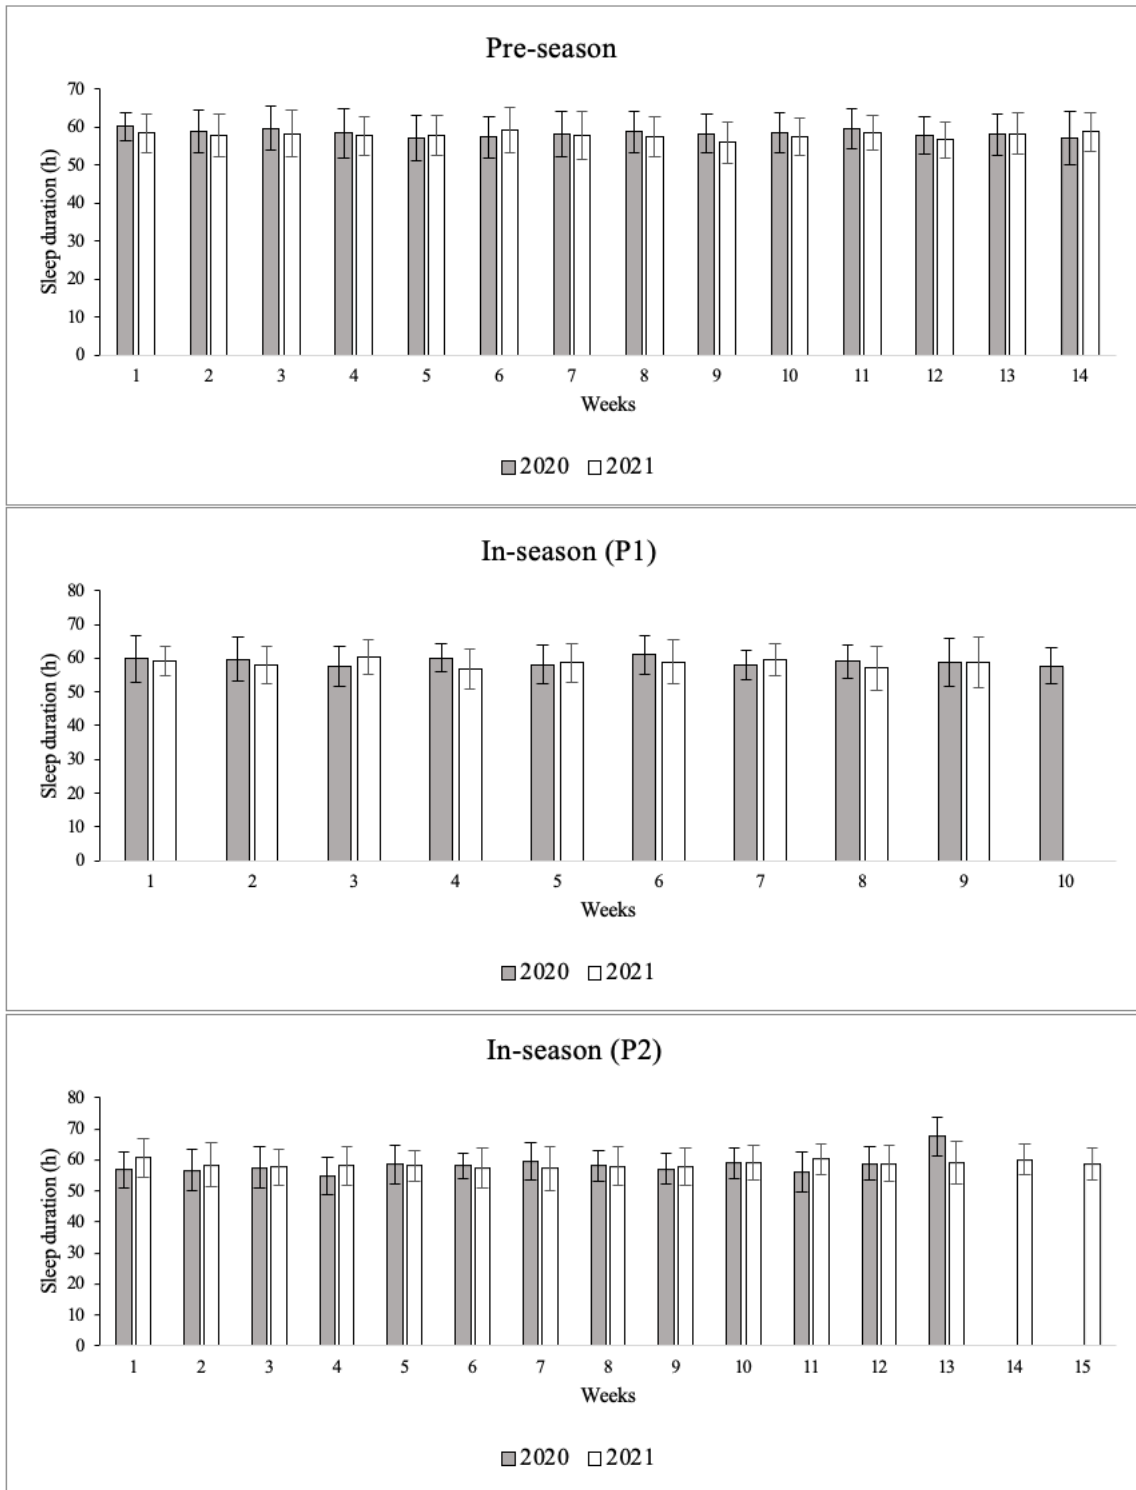 Pre-season
70
60
50
40
30
20
10
0
Sleep duration (h)
1 2 3 4 5 6 7 8 9 10 11 12 13 14
Weeks
2020 2021
In-season (P1)
80
70
60
50
40
30
20
10
0
Sleep duration (h)
1 2 3 4 5 6 7 8 9 10
Weeks
2020 2021
In-season (P2)
80
70
60
50
40
30
20
10
0
Sleep duration (h)
1 2 3 4 5 6 7 8 9 10 11 12 13 14 15
Weeks
2020 2021